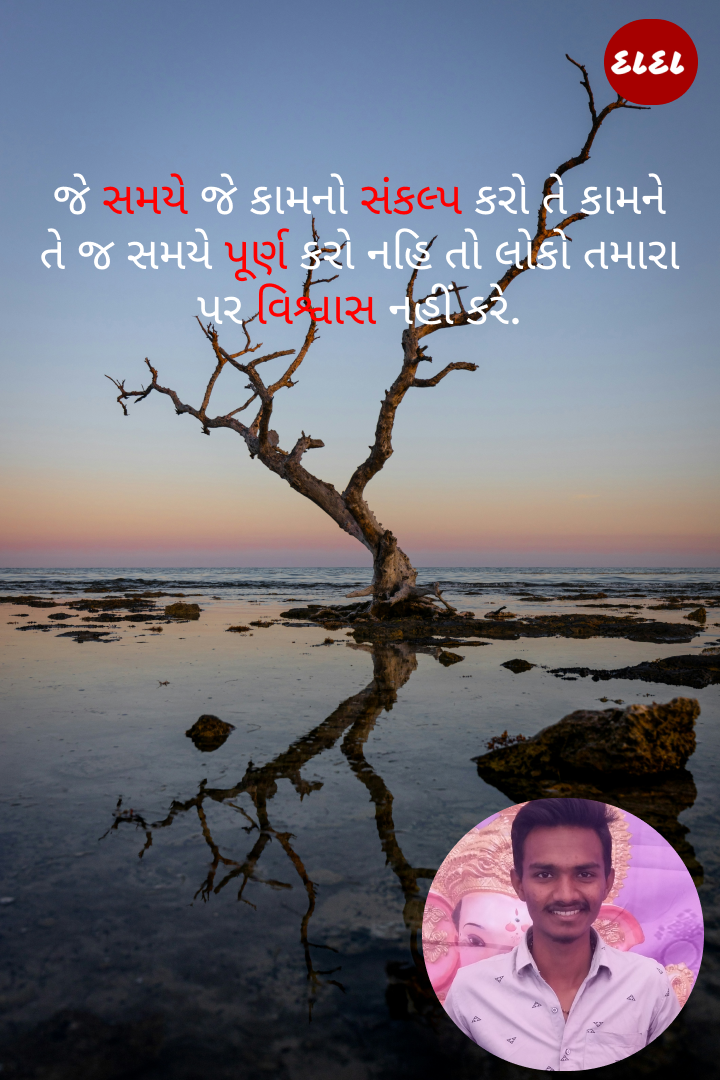 દાદા
જે સમયે જે કામનો સંકલ્પ કરો તે કામને
તે જ સમયે પૂર્ણ કરો નહિ તો લોકો તમારા
પર વિશ્વાસ નહીં કરે.